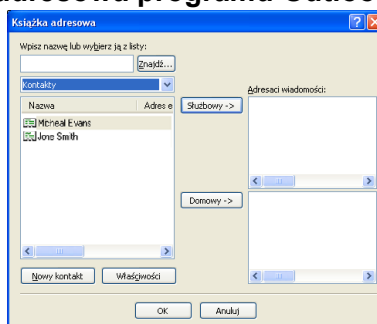 adresowa programu Outloo
Książka adresowa
Wpisz nazwę lub wybierz ją z listy:
Znajdź...
Kontakty
Adresaci wiadomości:
Nazwa Adres e
Służbowy ->
Micheal Evans
Jone Smith
Domowy ->
Nowy kontakt Właściwości
OK Anuluj